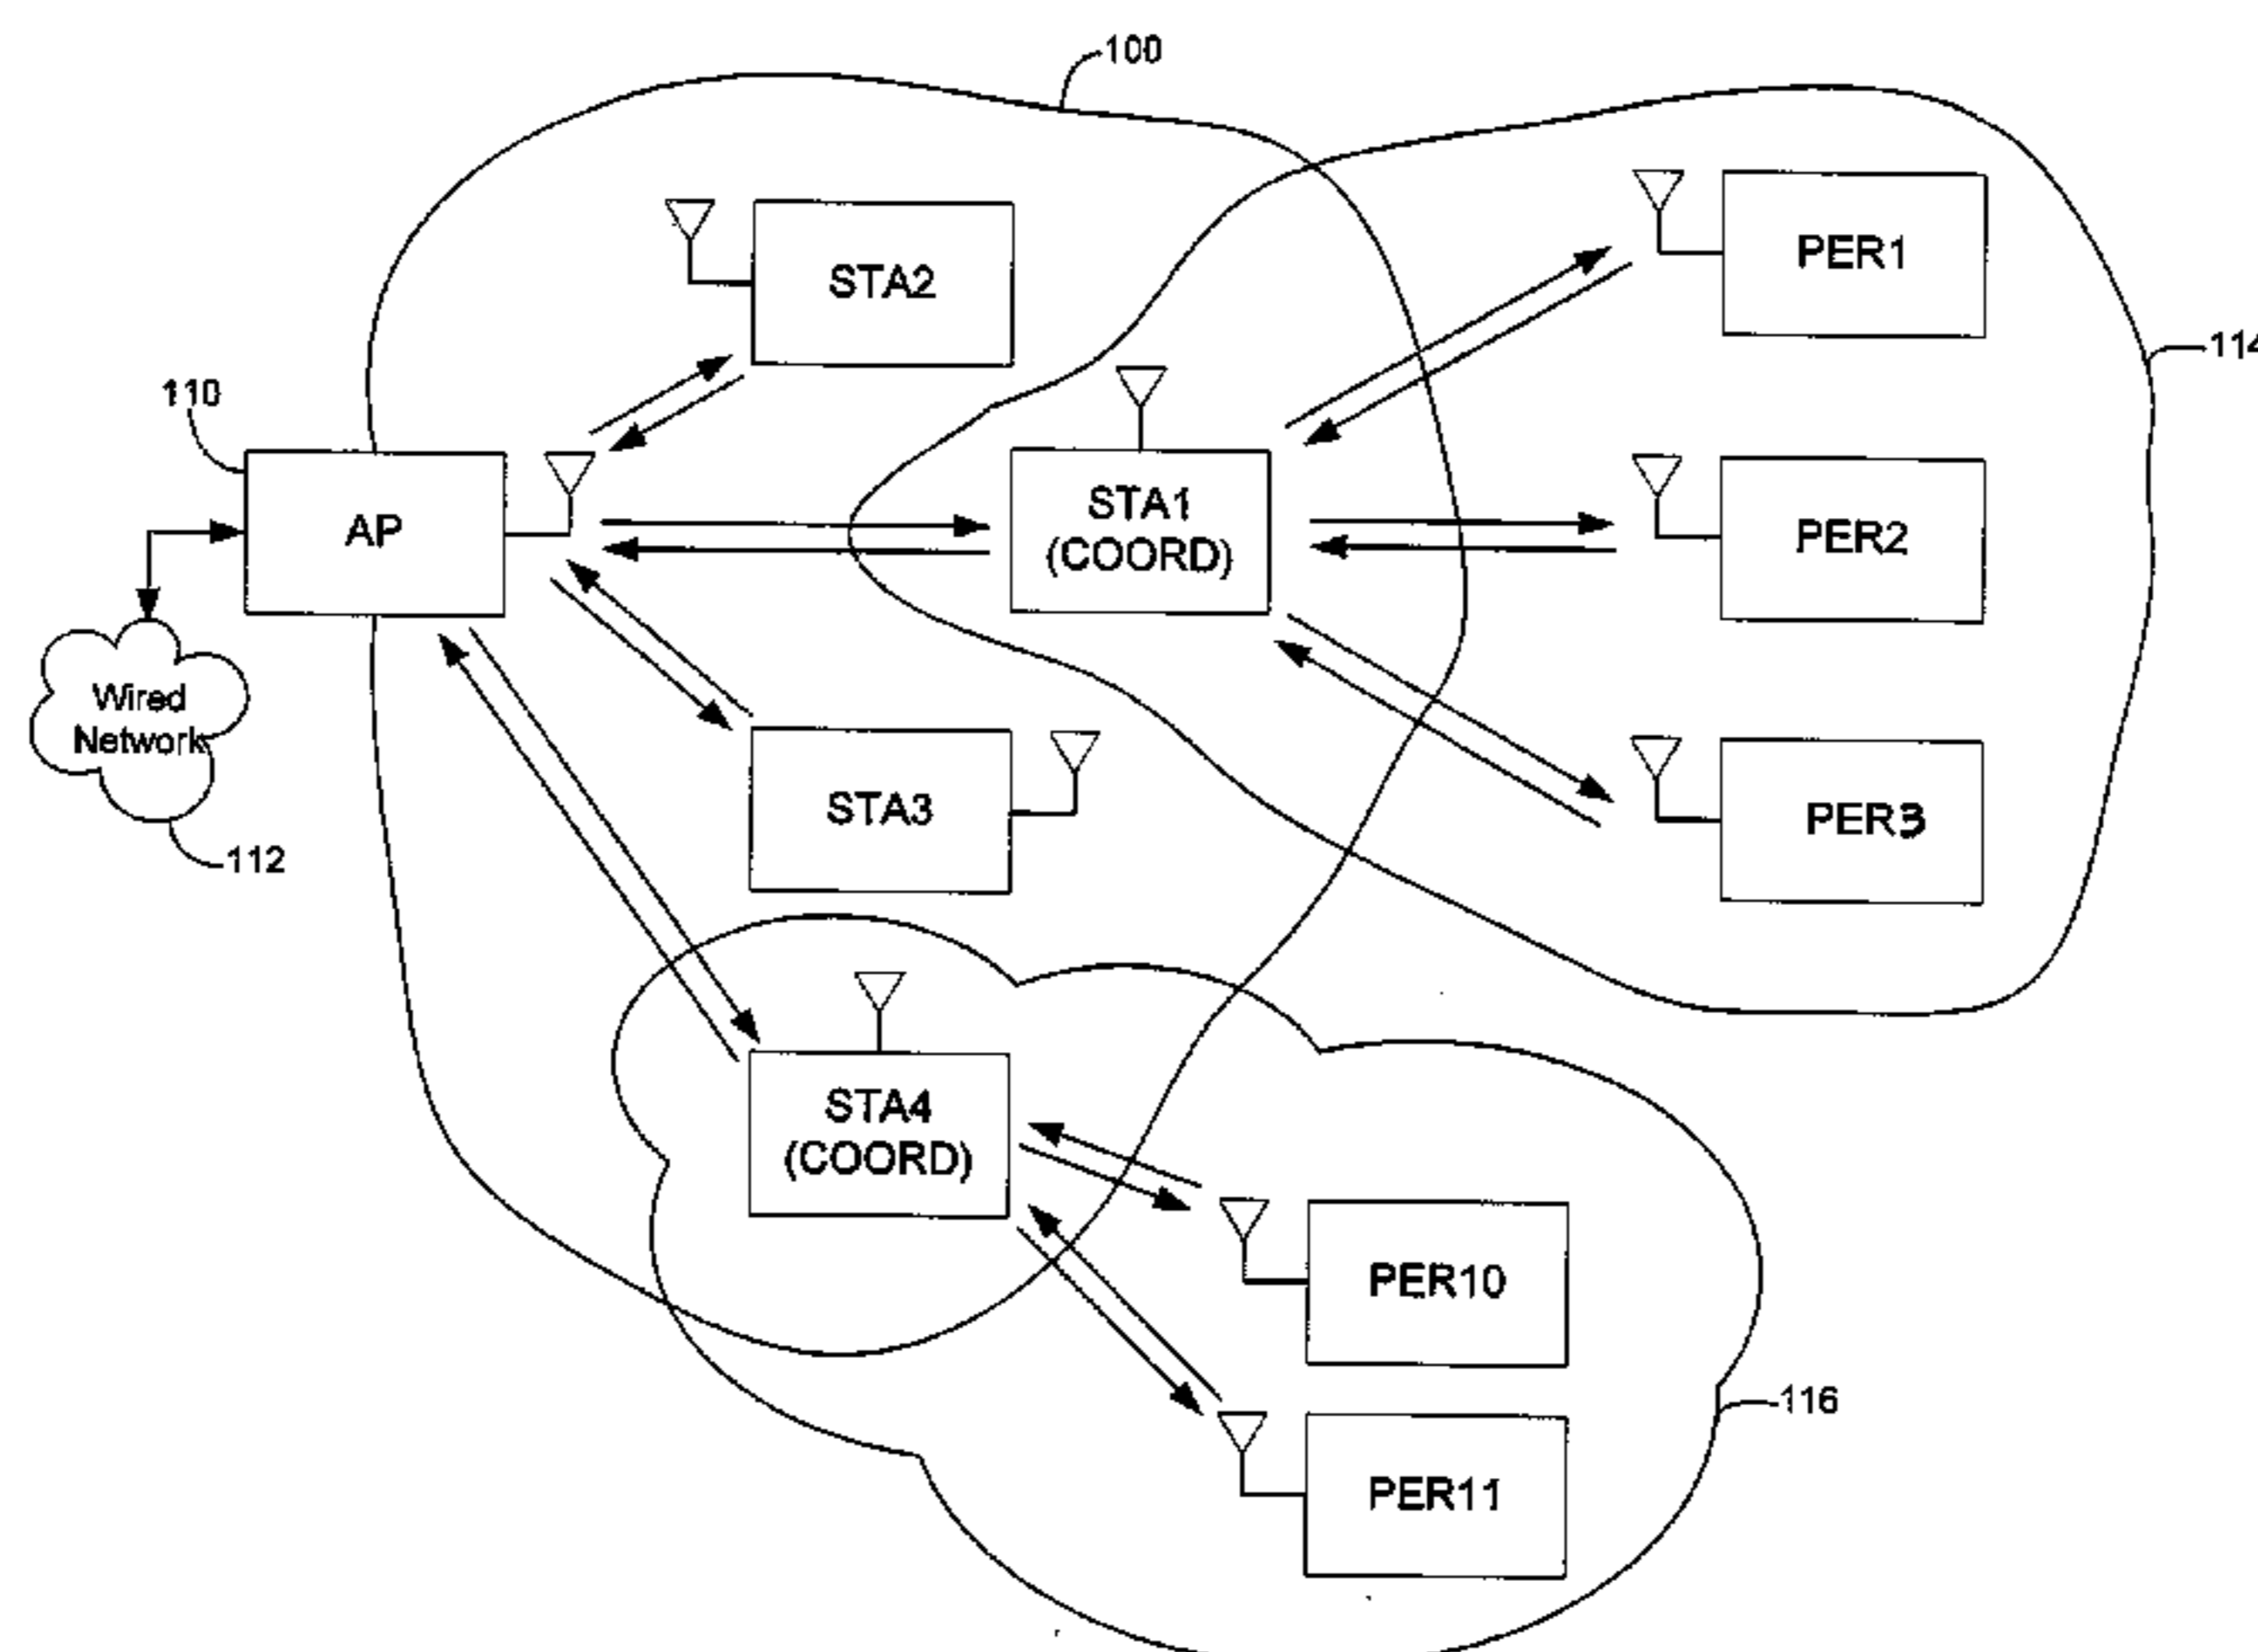 100
STA2
PER1
114
110
AP
STA1
(COORD)
PER2
Wired
Network
STA3
PER3
112
STA4
(COORD)
PER10
116
PER11